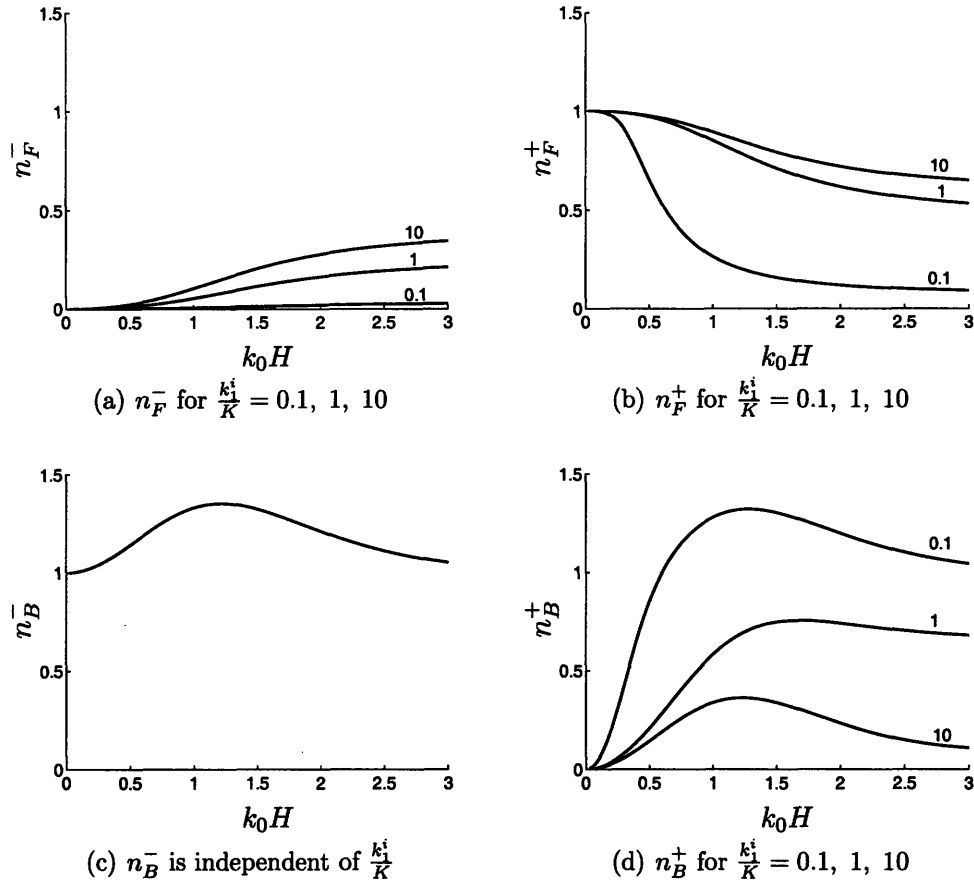 1.5
1
0.5
0
0 0.5 1 1.5 2 2.5 3
10
1
0.1
n_F^-
k_0H
(a) n_F^- for \frac{k_1^i}{K} = 0.1, 1, 10
1.5
1
0.5
0
0 0.5 1 1.5 2 2.5 3
10
1
0.1
n_F^+
k_0H
(b) n_F^+ for \frac{k_1^i}{K} = 0.1, 1, 10
1.5
1
0.5
0
0 0.5 1 1.5 2 2.5 3
n_B^-
k_0H
(c) n_B^- is independent of \frac{k_1^i}{K}
1.5
1
0.5
0
0 0.5 1 1.5 2 2.5 3
0.1
1
10
n_B^+
k_0H
(d) n_B^+ for \frac{k_1^i}{K} = 0.1, 1, 10